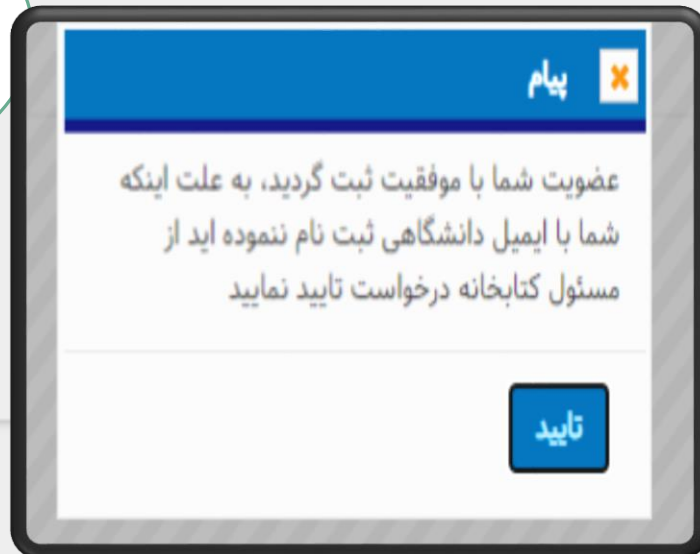 پیام
عضویت شما با موفقیت ثبت گردید، به علت اینکه
شما با ایمیل دانشگاهی ثبت نام ننموده اید از
مسئول کتابخانه درخواست تایید نمایید
تایید